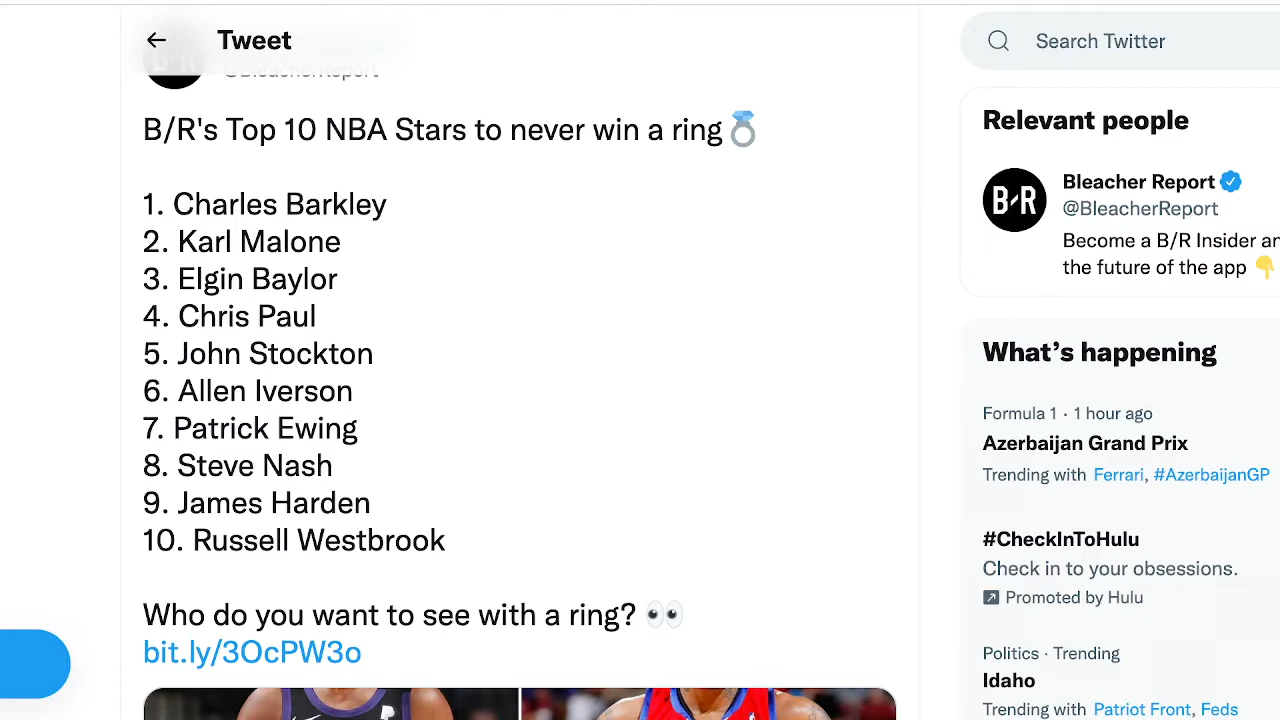 Tweet
@BleacherReport
B/R's Top 10 NBA Stars to never win a ring
1. Charles Barkley
2. Karl Malone
3. Elgin Baylor
4. Chris Paul
5. John Stockton
6. Allen Iverson
7. Patrick Ewing
8. Steve Nash
9. James Harden
10. Russell Westbrook
Who do you want to see with a ring? 👀
bit.ly/3OcPW3o
Search Twitter
Relevant people
B/R
Bleacher Report
@BleacherReport
Become a B/R Insider an
the future of the app 👇
What's happening
Formula 1 · 1 hour ago
Azerbaijan Grand Prix
Trending with Ferrari, #AzerbaijanGP
#CheckInToHulu
Check in to your obsessions.
Promoted by Hulu
Politics · Trending
Idaho
Trending with Patriot Front, Feds